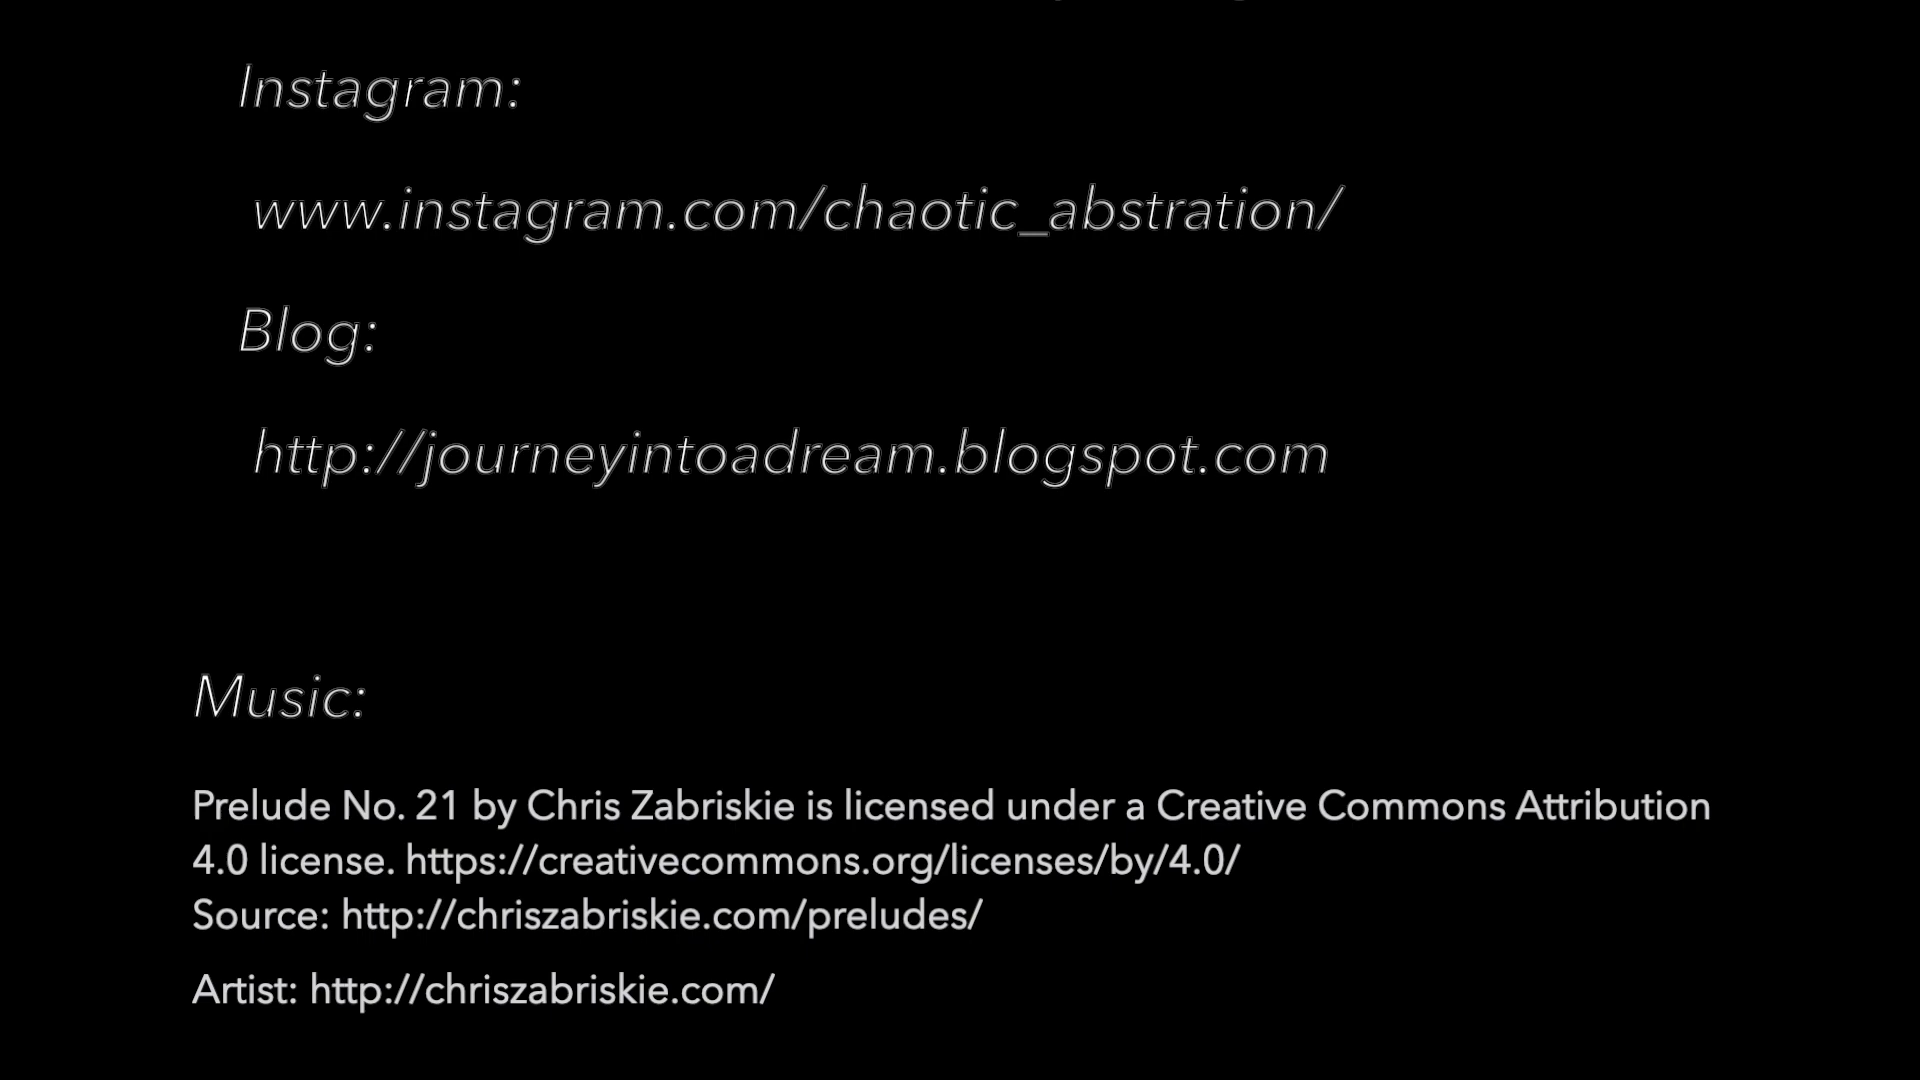 Instagram:
www.instagram.com/chaotic_abstration/
Blog:
http://journeyintoadream.blogspot.com
Music:
Prelude No. 21 by Chris Zabriskie is licensed under a Creative Commons Attribution
4.0 license. https://creativecommons.org/licenses/by/4.0/
Source: http://chriszabriskie.com/preludes/
Artist: http://chriszabriskie.com/